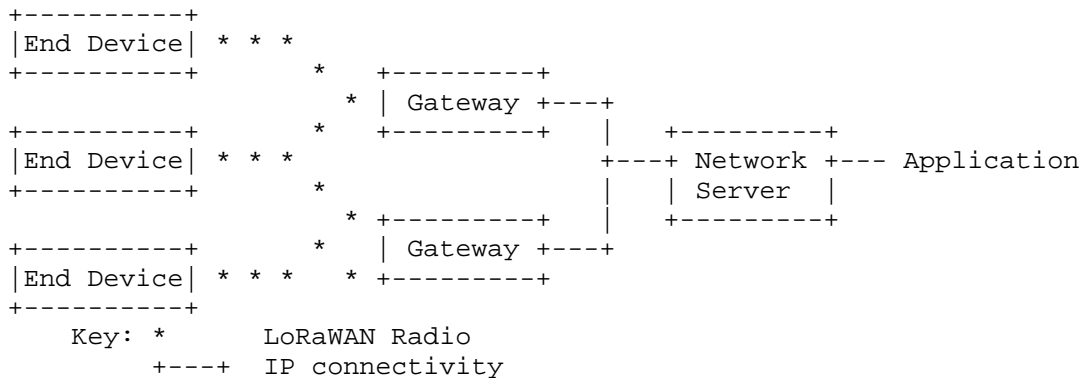 +----------+
|End Device| * * *
+----------+       *   +---------+
                     * | Gateway +---+
+----------+       *   +---------+   |   +---------+
|End Device| * * *                   +---+ Network +--- Application
+----------+       *                 |   | Server  |
                     * +---------+   |   +---------+
+----------+       *   | Gateway +---+
|End Device| * * *   * +---------+
+----------+
    Key: *      LoRaWAN Radio
         +---+  IP connectivity